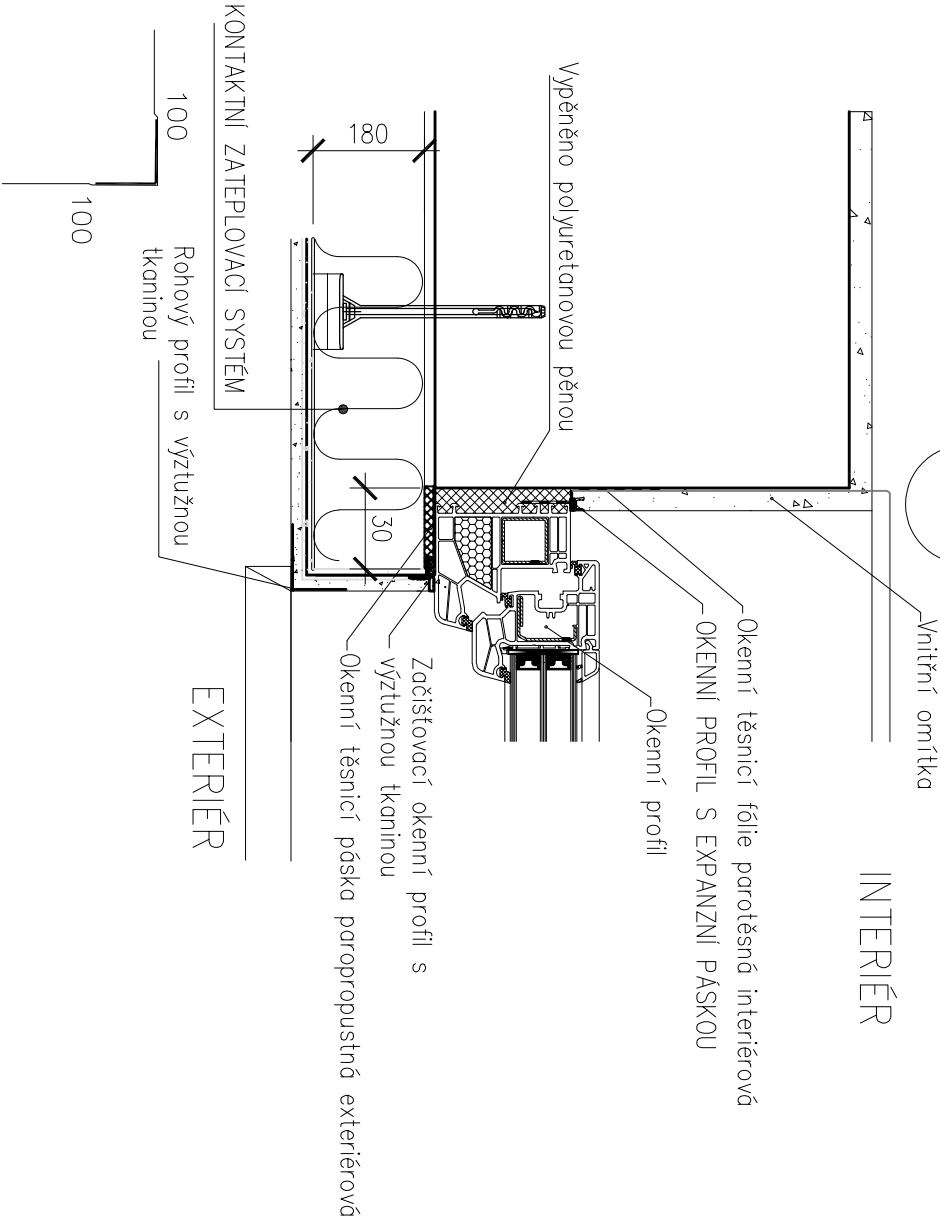 Vnitřní omítka
INTERIÉR
Okenní těsnicí fólie parotěsná interiérová
OKENNÍ PROFIL S EXPANZNÍ PÁSKOU
Okenní profil
Vypěněno polyuretanovou pěnou
Začišťovací okenní profil s
výztužnou tkaninou
Okenní těsnicí páska paropropustná exteriérová
180
30
KONTAKTNÍ ZATEPLOVACÍ SYSTÉM
EXTERIÉR
Rohový profil s výztužnou
tkaninou
100
100